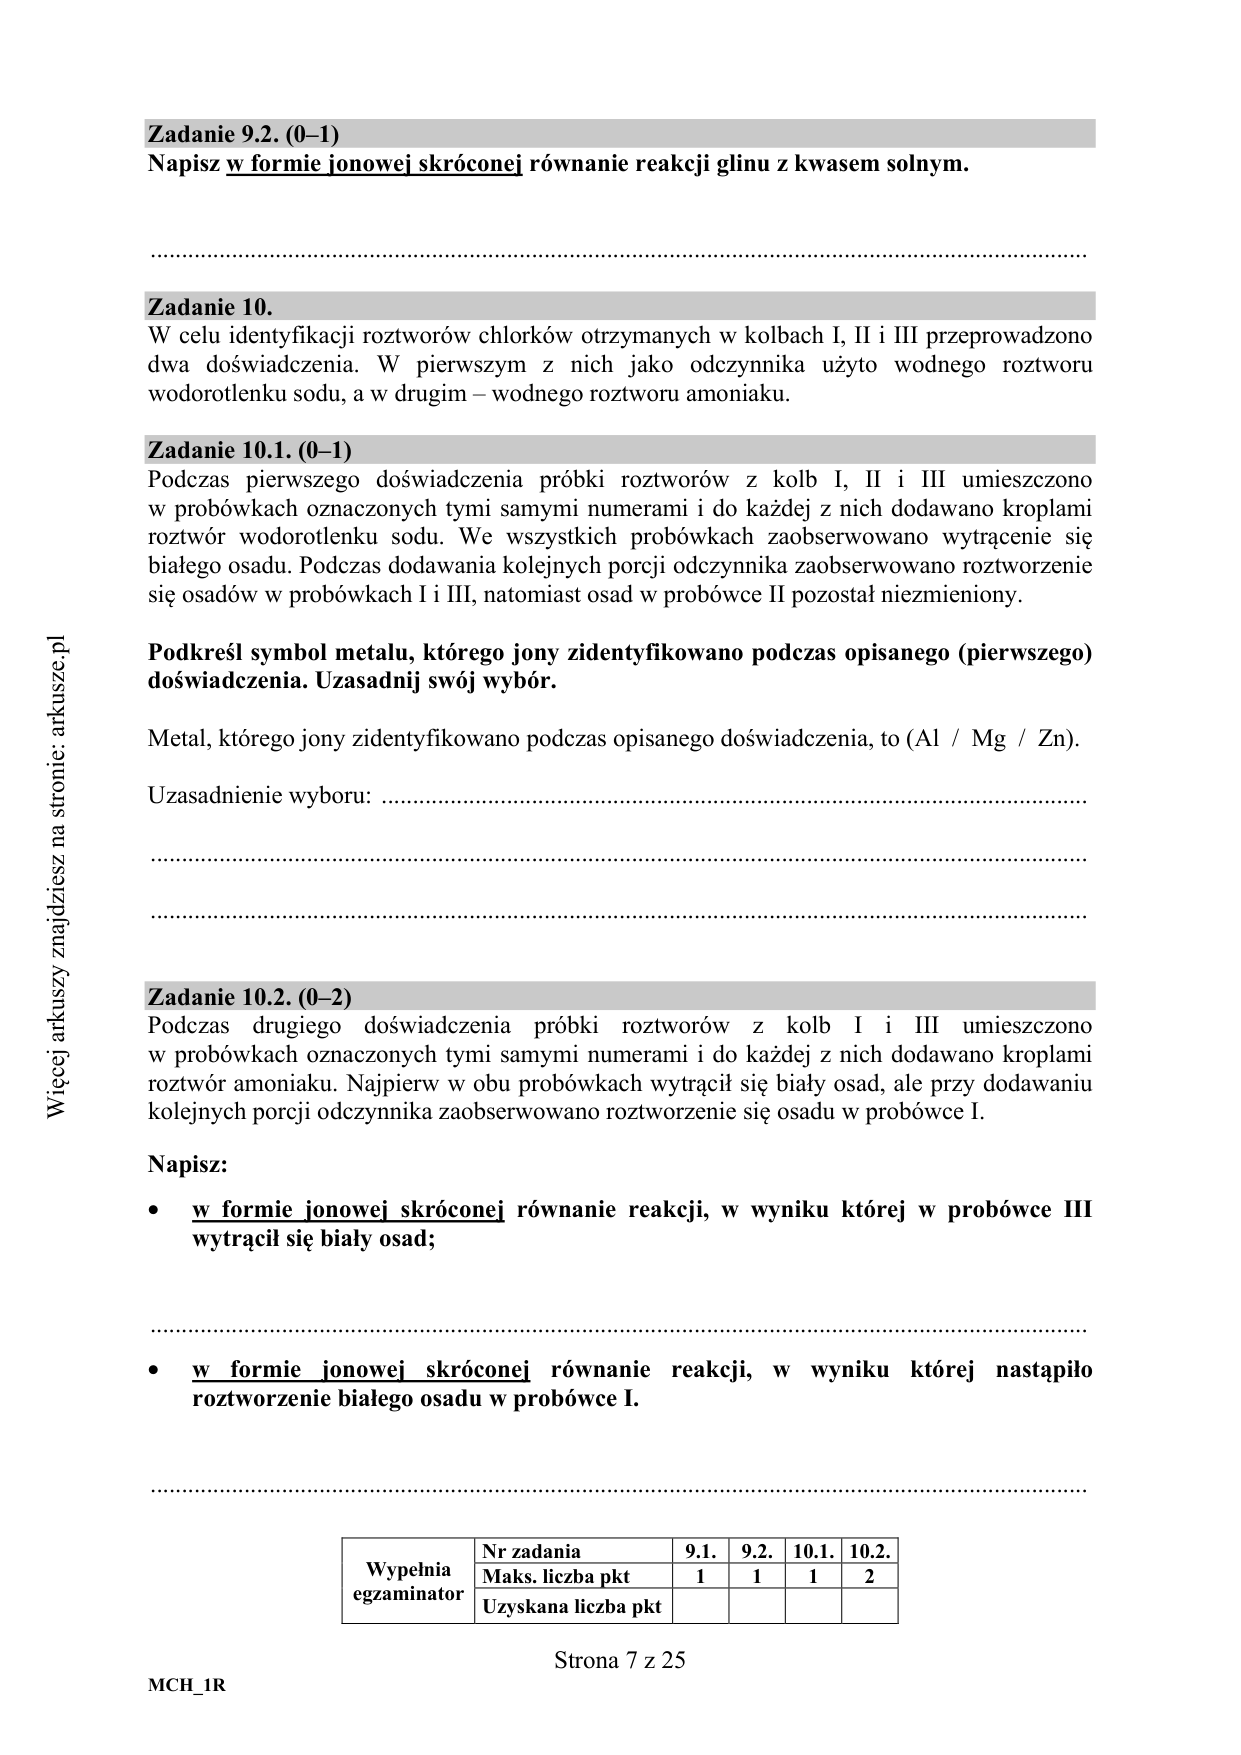 Zadanie 9.2. (0–1)
Napisz w formie jonowej skróconej równanie reakcji glinu z kwasem solnym.
...........................................................................................................................................................
Zadanie 10.
W celu identyfikacji roztworów chlorków otrzymanych w kolbach I, II i III przeprowadzono
dwa doświadczenia. W pierwszym z nich jako odczynnika użyto wodnego roztworu
wodorotlenku sodu, a w drugim – wodnego roztworu amoniaku.
Zadanie 10.1. (0–1)
Podczas pierwszego doświadczenia próbki roztworów z kolb I, II i III umieszczono
w probówkach oznaczonych tymi samymi numerami i do każdej z nich dodawano kroplami
roztwór wodorotlenku sodu. We wszystkich probówkach zaobserwowano wytrącenie się
białego osadu. Podczas dodawania kolejnych porcji odczynnika zaobserwowano roztworzenie
się osadów w probówkach I i III, natomiast osad w probówce II pozostał niezmieniony.
Podkreśl symbol metalu, którego jony zidentyfikowano podczas opisanego (pierwszego)
doświadczenia. Uzasadnij swój wybór.
Metal, którego jony zidentyfikowano podczas opisanego doświadczenia, to (Al / Mg / Zn).
Uzasadnienie wyboru: ....................................................................................................................
...........................................................................................................................................................
...........................................................................................................................................................
Zadanie 10.2. (0–2)
Podczas drugiego doświadczenia próbki roztworów z kolb I i III umieszczono
w probówkach oznaczonych tymi samymi numerami i do każdej z nich dodawano kroplami
roztwór amoniaku. Najpierw w obu probówkach wytrącił się biały osad, ale przy dodawaniu
kolejnych porcji odczynnika zaobserwowano roztworzenie się osadu w probówce I.
Napisz:
• w formie jonowej skróconej równanie reakcji, w wyniku której w probówce III
wytrącił się biały osad;
...........................................................................................................................................................
• w formie jonowej skróconej równanie reakcji, w wyniku której nastąpiło
roztworzenie białego osadu w probówce I.
...........................................................................................................................................................
Wypełnia egzaminator
Nr zadania 9.1. 9.2. 10.1. 10.2.
Maks. liczba pkt 1 1 1 2
Uzyskana liczba pkt
Strona 7 z 25
MCH_1R
Więcej arkuszy znajdziesz na stronie: arkusze.pl